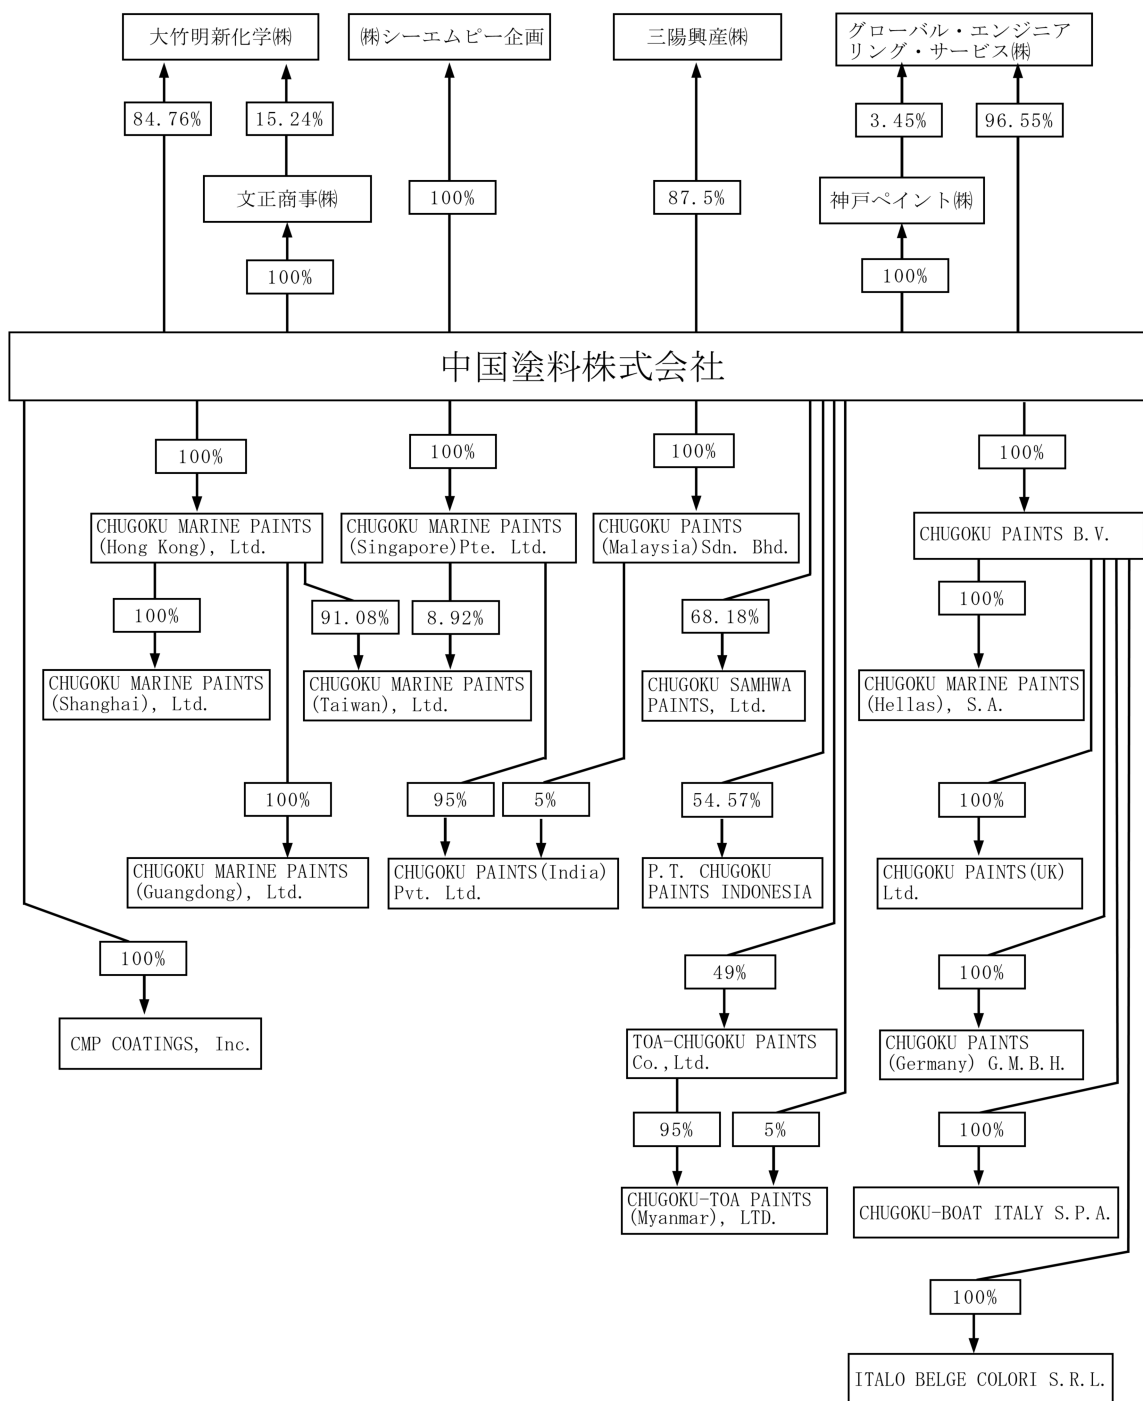 大竹明新化学㈱
㈱シーエムピー企画
三陽興産㈱
グローバル・エンジニア
リング・サービス㈱
84.76%
15.24%
3.45%
96.55%
文正商事㈱
100%
87.5%
神戸ペイント㈱
100%
100%
中国塗料株式会社
100%
100%
100%
100%
CHUGOKU MARINE PAINTS
(Hong Kong), Ltd.
CHUGOKU MARINE PAINTS
(Singapore)Pte. Ltd.
CHUGOKU PAINTS
(Malaysia)Sdn. Bhd.
CHUGOKU PAINTS B.V.
100%
91.08%
8.92%
68.18%
100%
CHUGOKU MARINE PAINTS
(Shanghai), Ltd.
CHUGOKU MARINE PAINTS
(Taiwan), Ltd.
CHUGOKU SAMHWA
PAINTS, Ltd.
CHUGOKU MARINE PAINTS
(Hellas), S.A.
100%
95%
5%
54.57%
100%
CHUGOKU MARINE PAINTS
(Guangdong), Ltd.
CHUGOKU PAINTS(India)
Pvt. Ltd.
P.T. CHUGOKU
PAINTS INDONESIA
CHUGOKU PAINTS(UK)
Ltd.
100%
49%
100%
CMP COATINGS, Inc.
TOA-CHUGOKU PAINTS
Co.,Ltd.
CHUGOKU PAINTS
(Germany) G.M.B.H.
95%
5%
100%
CHUGOKU-TOA PAINTS
(Myanmar), LTD.
CHUGOKU-BOAT ITALY S.P.A.
100%
ITALO BELGE COLORI S.R.L.